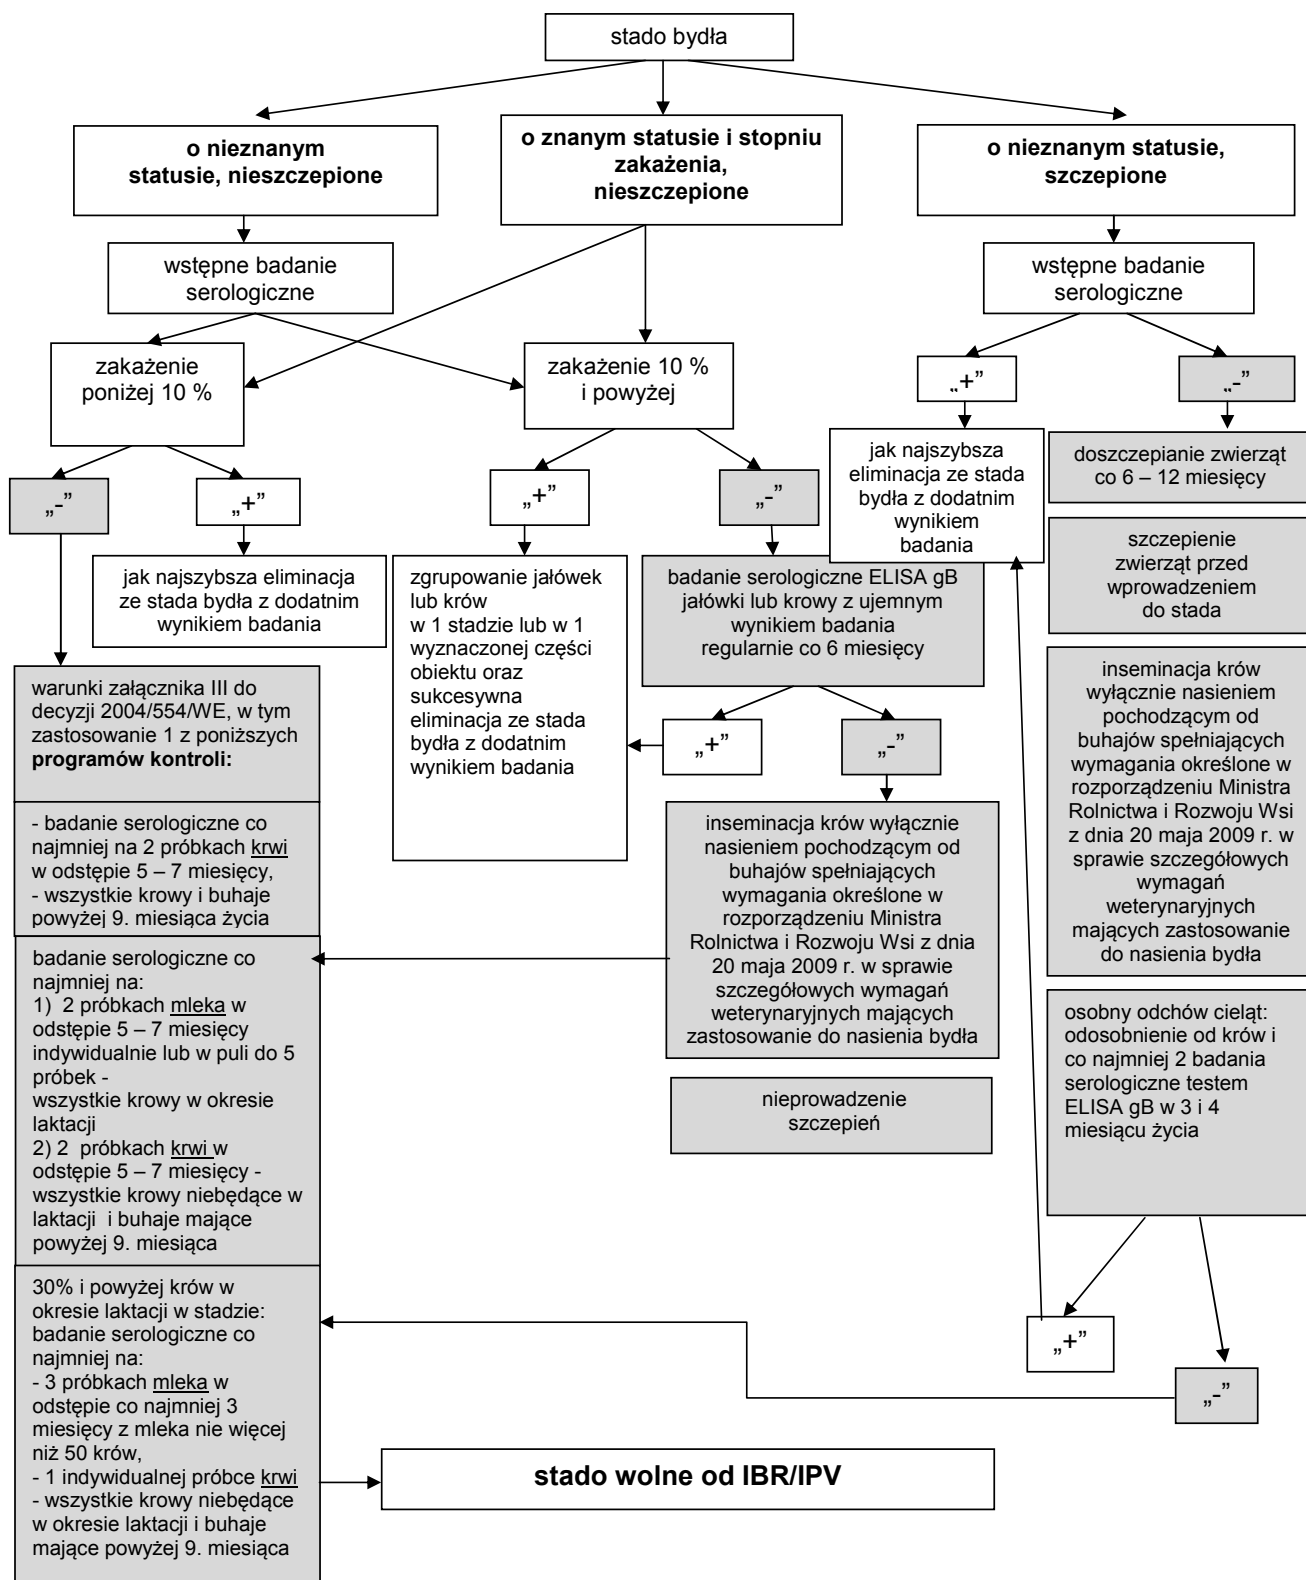 stado bydła
o nieznanym
statusie, nieszczepione
o znanym statusie i stopniu
zakażenia,
nieszczepione
o nieznanym statusie,
szczepione
wstępne badanie
serologiczne
wstępne badanie
serologiczne
zakażenie
poniżej 10 %
zakażenie 10 %
i powyżej
„+”
„-”
„-”
„+”
„+”
„-”
jak najszybsza
eliminacja ze stada
bydła z dodatnim
wynikiem
badania
doszczepianie zwierząt
co 6 – 12 miesięcy
szczepienie
zwierząt przed
wprowadzeniem
do stada
jak najszybsza eliminacja
ze stada bydła z dodatnim
wynikiem badania
zgrupowanie jałówek
lub krów
w 1 stadzie lub w 1
wyznaczonej części
obiektu oraz
sukcesywna
eliminacja ze stada
bydła z dodatnim
wynikiem badania
badanie serologiczne ELISA gB
jałówki lub krowy z ujemnym
wynikiem badania
regularnie co 6 miesięcy
„+”
„-”
warunki załącznika III do
decyzji 2004/554/WE, w tym
zastosowanie 1 z poniższych
programów kontroli:
- badanie serologiczne co
najmniej na 2 próbkach krwi
w odstępie 5 – 7 miesięcy,
- wszystkie krowy i buhaje
powyżej 9. miesiąca życia
badanie serologiczne co
najmniej na:
1) 2 próbkach mleka w
odstępie 5 – 7 miesięcy
indywidualnie lub w puli do 5
próbek -
wszystkie krowy w okresie
laktacji
2) 2 próbkach krwi w
odstępie 5 – 7 miesięcy -
wszystkie krowy niebędące w
laktacji i buhaje mające
powyżej 9. miesiąca
30% i powyżej krów w
okresie laktacji w stadzie:
badanie serologiczne co
najmniej na:
- 3 próbkach mleka w
odstępie co najmniej 3
miesięcy z mleka nie więcej
niż 50 krów,
- 1 indywidualnej próbce krwi
- wszystkie krowy niebędące
w okresie laktacji i buhaje
mające powyżej 9. miesiąca
inseminacja krów wyłącznie
nasieniem pochodzącym od
buhajów spełniających
wymagania określone w
rozporządzeniu Ministra
Rolnictwa i Rozwoju Wsi z dnia
20 maja 2009 r. w sprawie
szczegółowych wymagań
weterynaryjnych mających
zastosowanie do nasienia bydła
nieprowadzenie
szczepień
inseminacja krów
wyłącznie nasieniem
pochodzącym od
buhajów spełniających
wymagania określone w
rozporządzeniu Ministra
Rolnictwa i Rozwoju Wsi
z dnia 20 maja 2009 r. w
sprawie szczegółowych
wymagań
weterynaryjnych
mających zastosowanie
do nasienia bydła
osobny odchów cieląt:
odosobnienie od krów i
co najmniej 2 badania
serologiczne testem
ELISA gB w 3 i 4
miesiącu życia
„+”
„-”
stado wolne od IBR/IPV